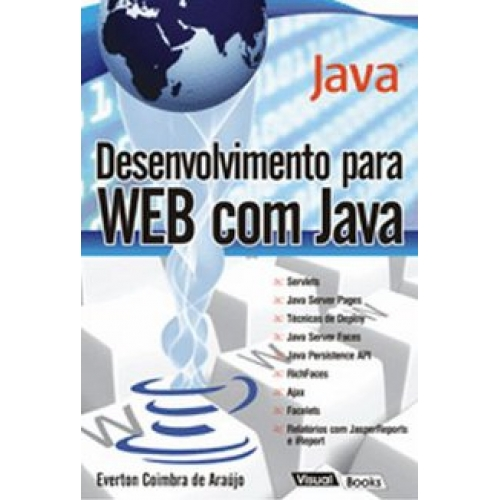 Java
Desenvolvimento para
WEB com Java
Servlets
Java Server Pages
Técnicas de Deploy
Java Server Faces
Java Persistence API
RichFaces
Ajax
Facelets
Relatórios com JasperReports
e iReport
W
W
W
Everton Coimbra de Araújo
Visual
Books